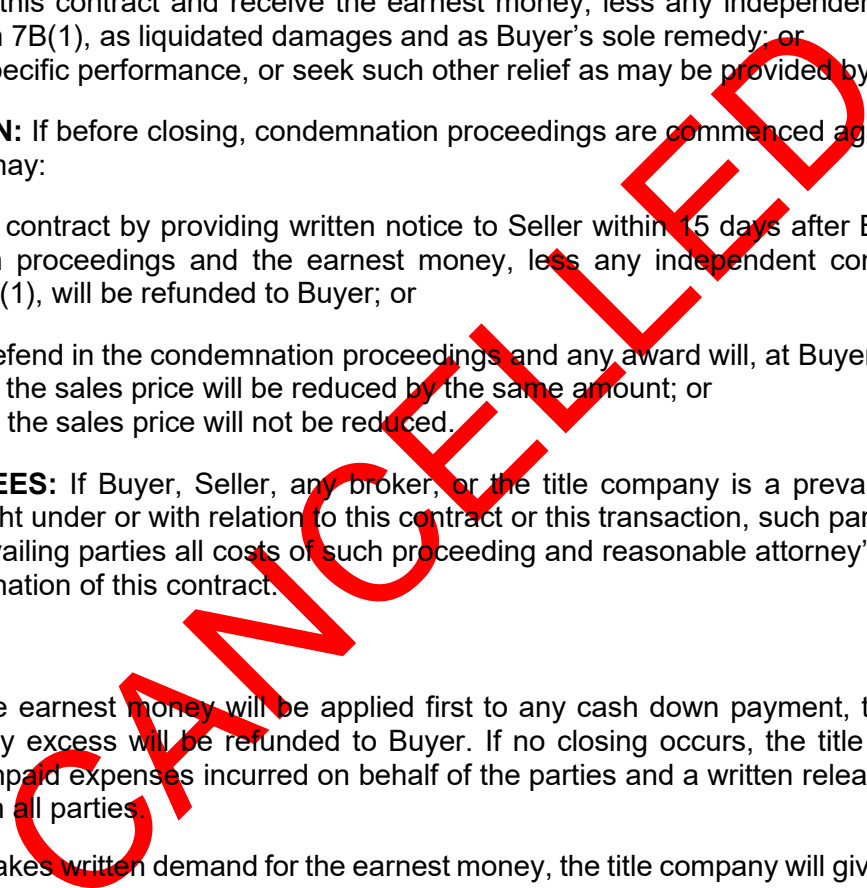 this contract and receive the earnest money, less any independen
7B(1), as liquidated damages and as Buyer's sole remedy; or
pecific performance, or seek such other relief as may be provided by
N: If before closing, condemnation proceedings are commenced ag
may:
contract by providing written notice to Seller within 15 days after B
proceedings and the earnest money, less any independent con
(1), will be refunded to Buyer; or
efend in the condemnation proceedings and any award will, at Buyer
the sales price will be reduced by the same amount; or
the sales price will not be reduced.
EES: If Buyer, Seller, any broker, or the title company is a preva
ht under or with relation to this contract or this transaction, such par
vailing parties all costs of such proceeding and reasonable attorney'
nation of this contract.
e earnest money will be applied first to any cash down payment, t
y excess will be refunded to Buyer. If no closing occurs, the title
npaid expenses incurred on behalf of the parties and a written relea
all parties.
akes written demand for the earnest money, the title company will giv
CANCELLED